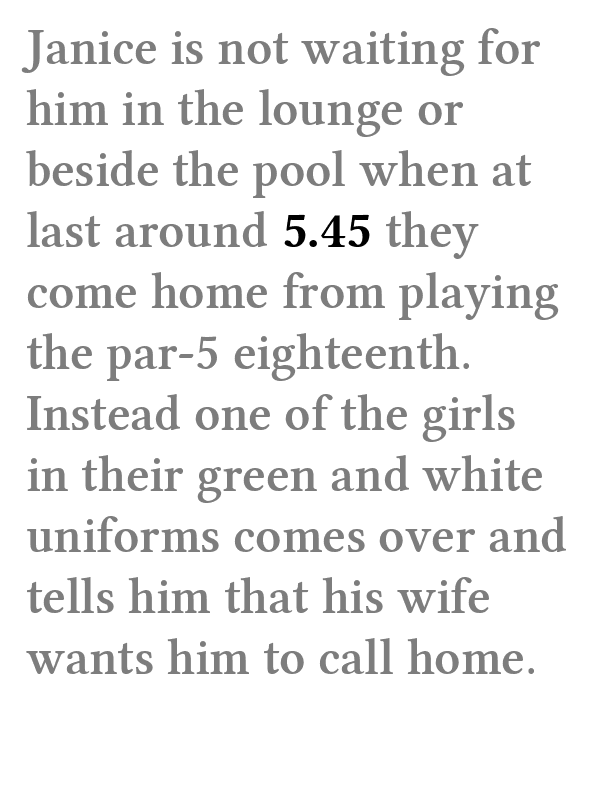 Janice is not waiting for
him in the lounge or
beside the pool when at
last around 5.45 they
come home from playing
the par-5 eighteenth.
Instead one of the girls
in their green and white
uniforms comes over and
tells him that his wife
wants him to call home.